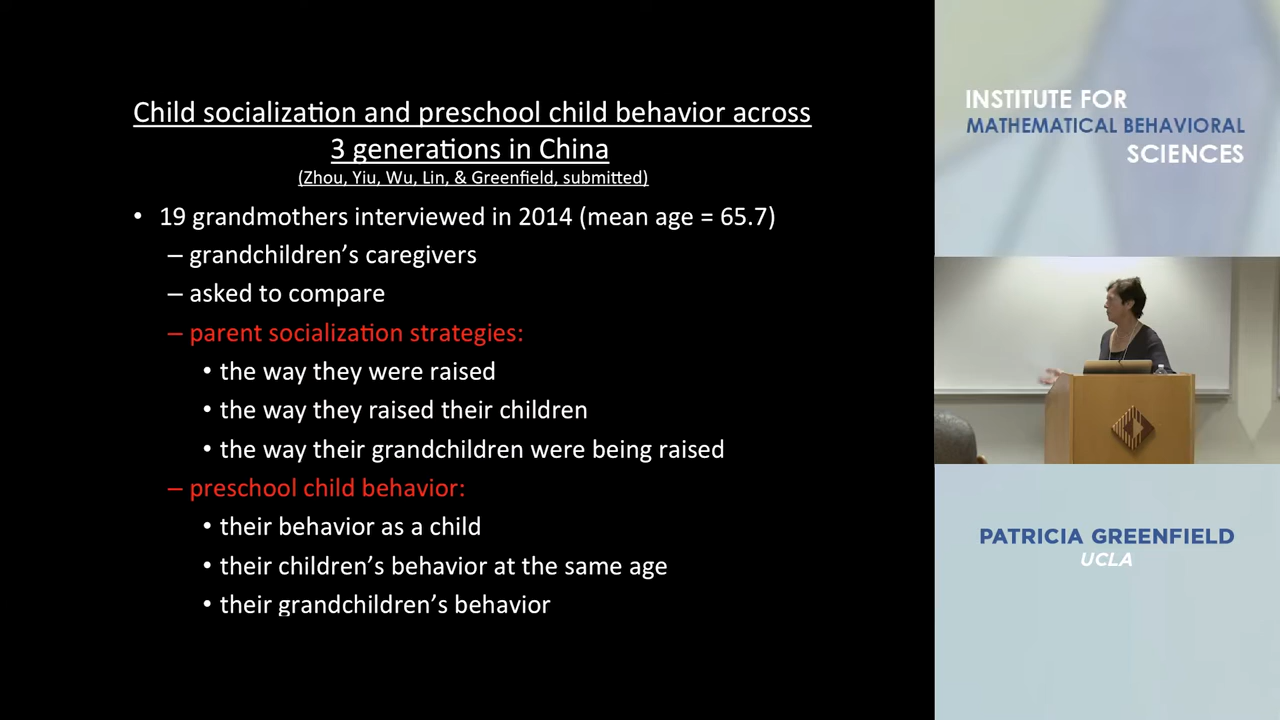 Child socialization and preschool child behavior across
3 generations in China
(Zhou, Yiu, Wu, Lin, & Greenfield, submitted)
• 19 grandmothers interviewed in 2014 (mean age = 65.7)
– grandchildren’s caregivers
– asked to compare
– parent socialization strategies:
• the way they were raised
• the way they raised their children
• the way their grandchildren were being raised
– preschool child behavior:
• their behavior as a child
• their children’s behavior at the same age
• their grandchildren’s behavior
INSTITUTE FOR
MATHEMATICAL BEHAVIORAL
SCIENCES
PATRICIA GREENFIELD
UCLA